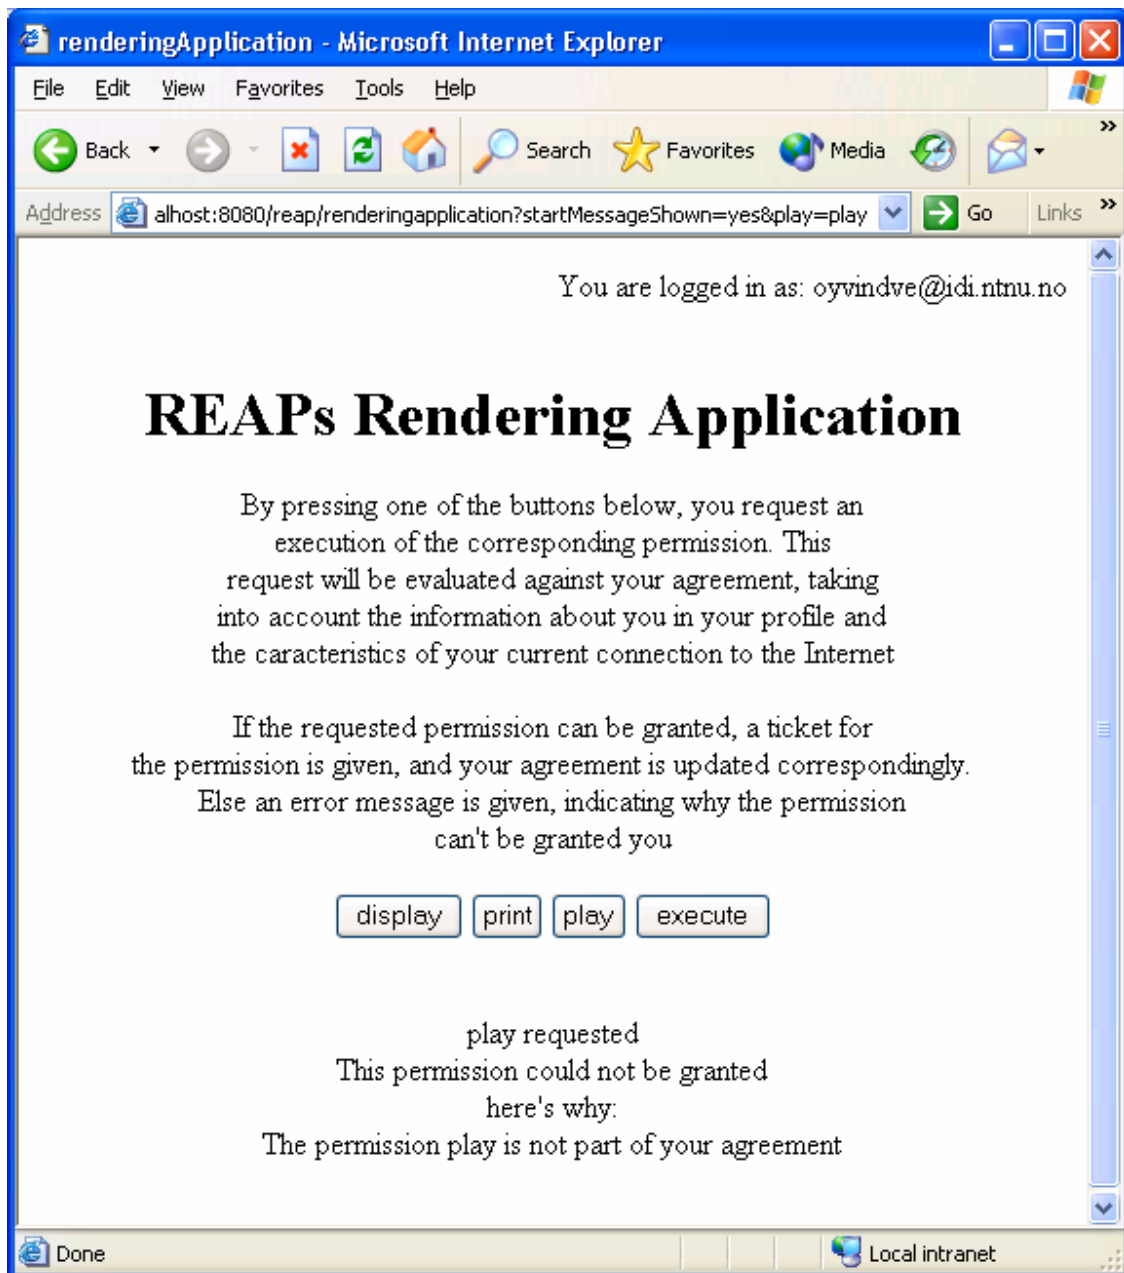 renderingApplication - Microsoft Internet Explorer
File Edit View Favorites Tools Help
Back Search Favorites Media »
Address alhost:8080/reap/renderingapplication?startMessageShown=yes&play=play Go Links »
You are logged in as: oyvindve@idi.ntnu.no
REAPs Rendering Application
By pressing one of the buttons below, you request an
execution of the corresponding permission. This
request will be evaluated against your agreement, taking
into account the information about you in your profile and
the caracteristics of your current connection to the Internet
If the requested permission can be granted, a ticket for
the permission is given, and your agreement is updated correspondingly.
Else an error message is given, indicating why the permission
can't be granted you
display print play execute
play requested
This permission could not be granted
here's why:
The permission play is not part of your agreement
Done Local intranet